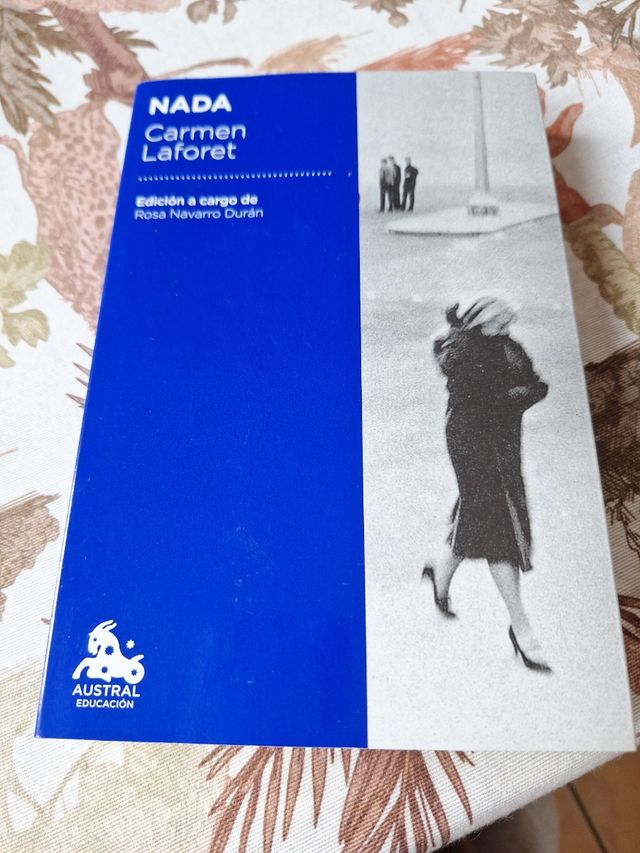 NADA
Carmen
Laforet
Edición a cargo de
Rosa Navarro Durán
AUSTRAL
EDUCACIÓN